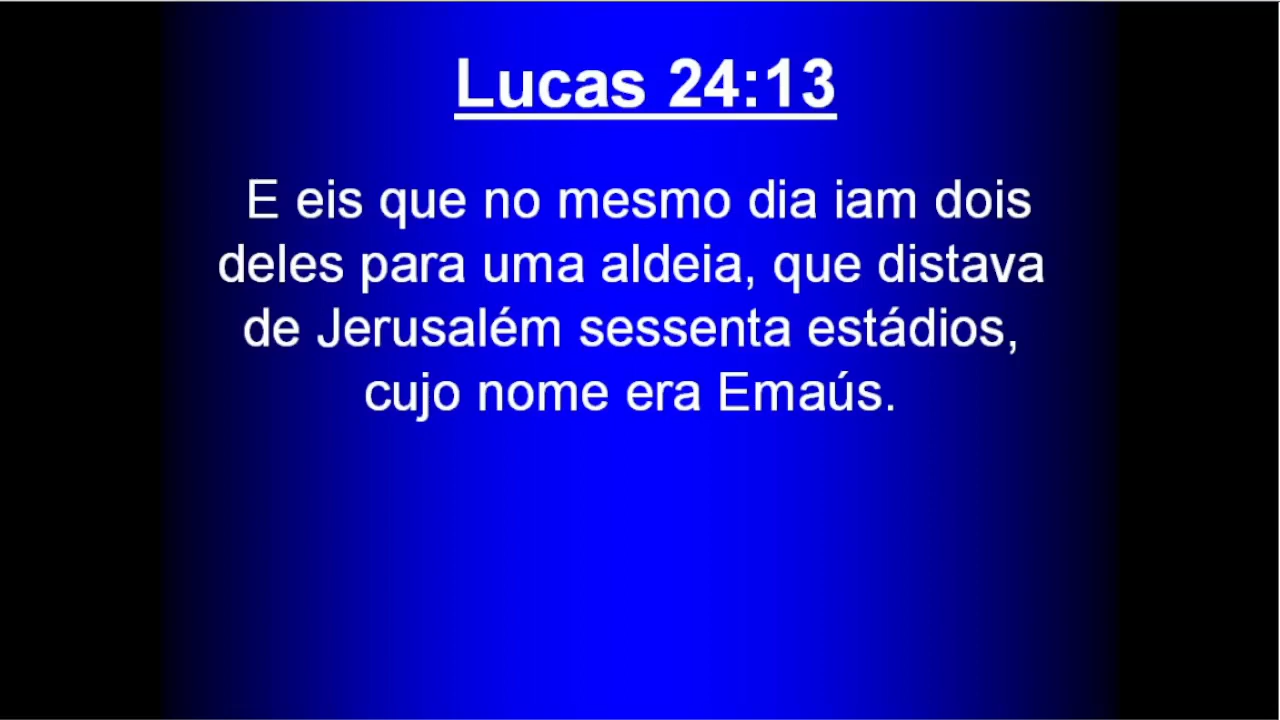 Lucas 24:13
E eis que no mesmo dia iam dois
deles para uma aldeia, que distava
de Jerusalém sessenta estádios,
cujo nome era Emaús.